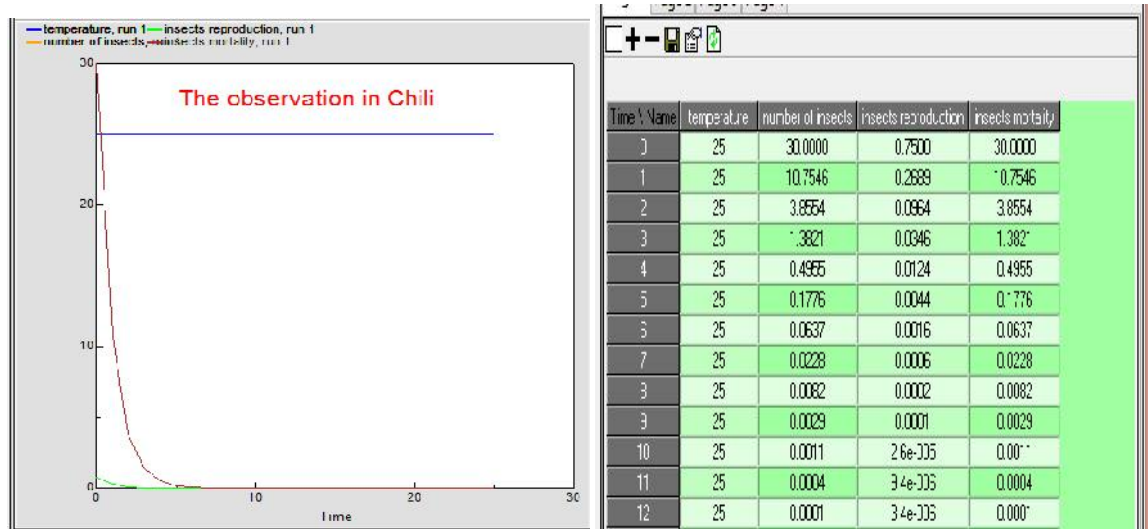 temperature, run 1 insects reproduction, run 1
number of insects, insects mortality, run 1
30
The observation in Chili
20
10
0
0 10 20 30
Time
Time \ Name temperature number of insects insects reproduction insects mortality
0 25 30.0000 0.7500 30.0000
1 25 10.7546 0.2689 10.7546
2 25 3.8554 0.0964 3.8554
3 25 1.3821 0.0346 1.3821
4 25 0.4955 0.0124 0.4955
5 25 0.1776 0.0044 0.1776
6 25 0.0637 0.0016 0.0637
7 25 0.0228 0.0006 0.0228
8 25 0.0082 0.0002 0.0082
9 25 0.0029 0.0001 0.0029
10 25 0.0011 0.0011
11 25 0.0004 0.0004
12 25 0.0001 0.0001